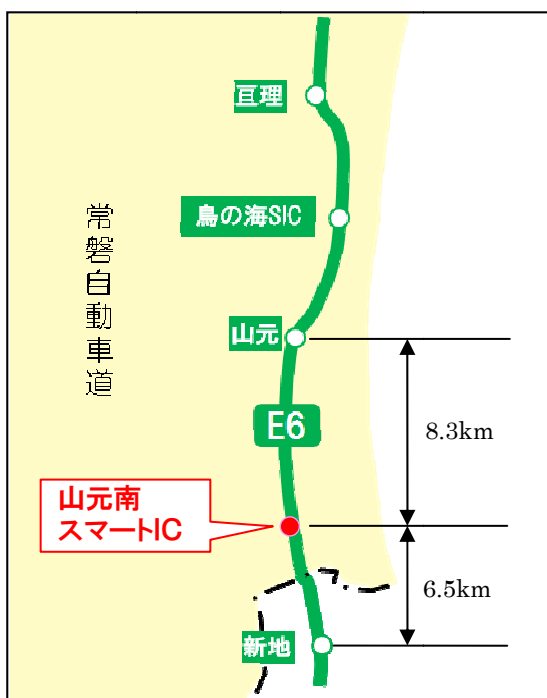 亘理
鳥の海SIC
常磐自動車道
山元
E6
8.3km
山元南
スマートIC
6.5km
新地